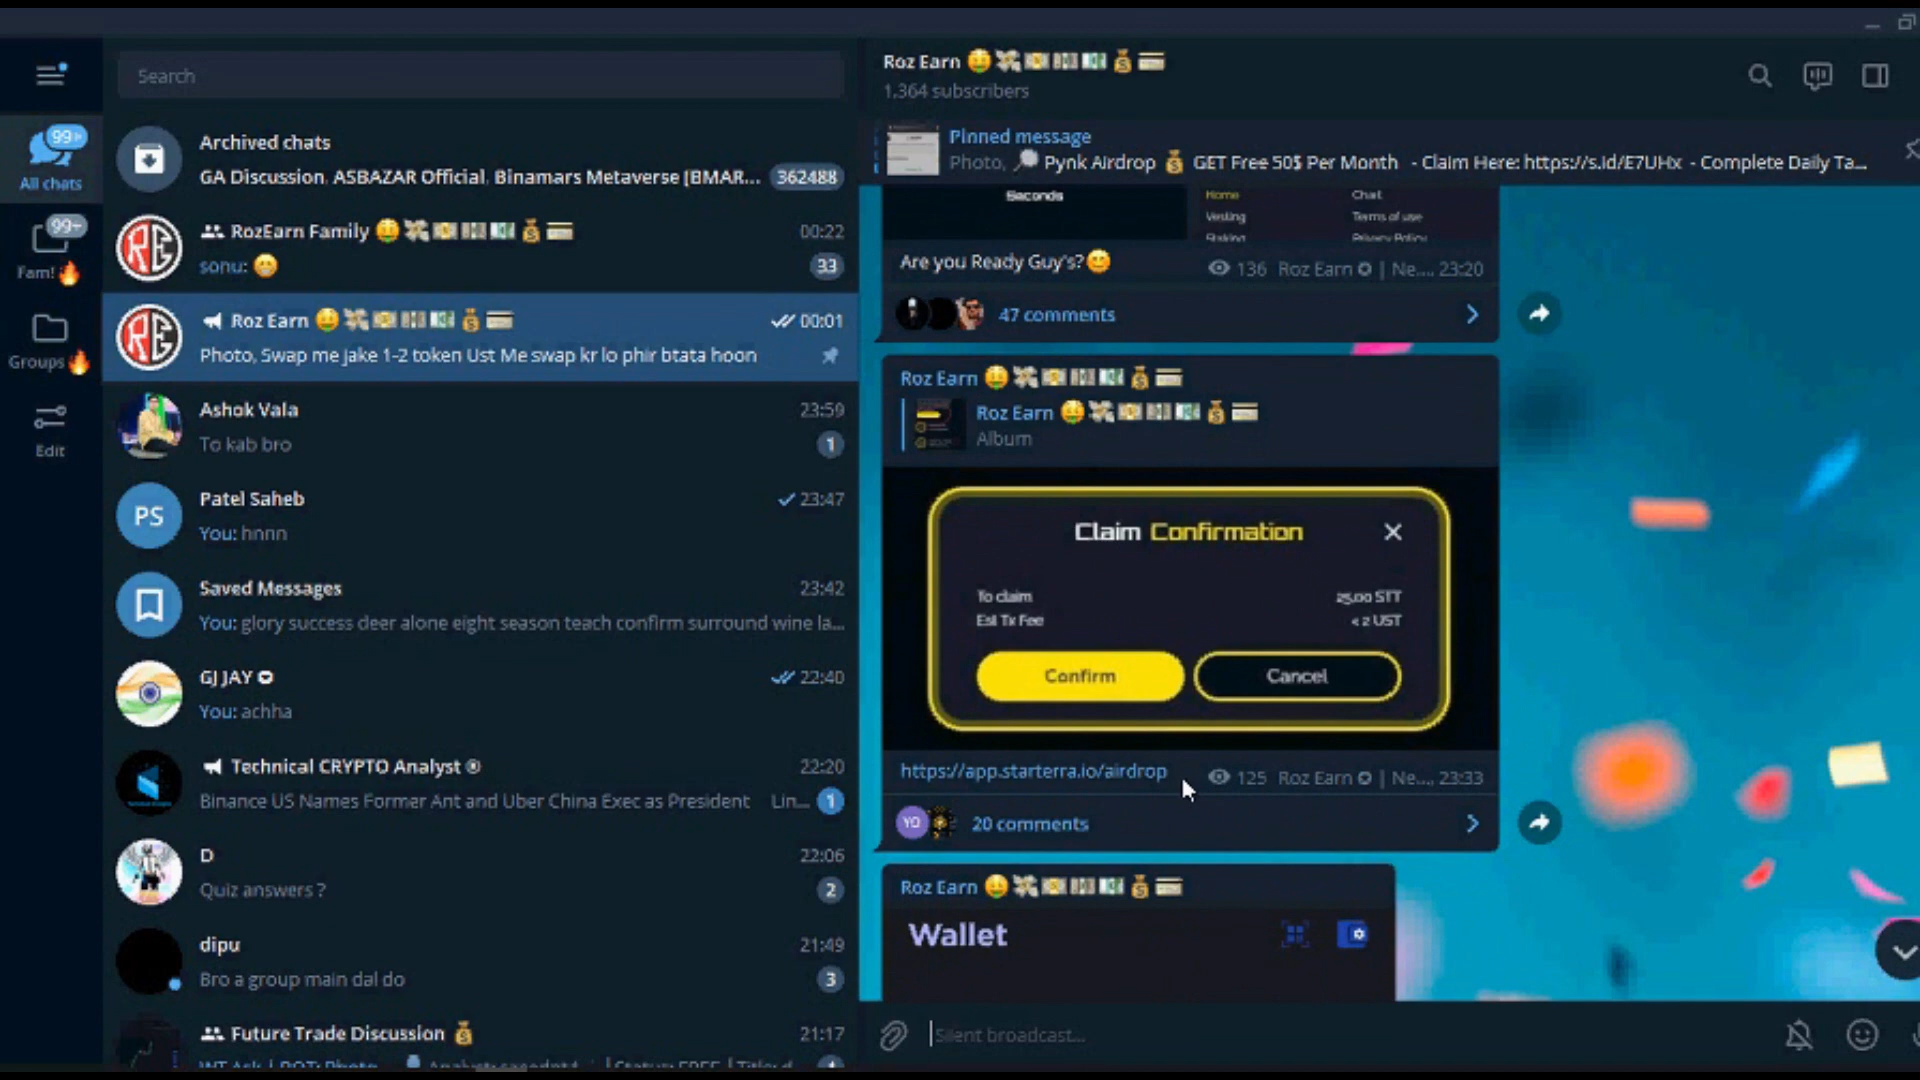 Search
99+
All chats
99+
Fam!🔥
Groups🔥
Edit
Archived chats
GA Discussion, ASBAZAR Official, Binamars Metaverse [BMAR... 362488
RozEarn Family 🤑💸💴💵💶💰💳 00:22
sonu: 😁 33
Roz Earn 🤑💸💴💵💶💰💳 00:01
Photo, Swap me jake 1-2 token Ust Me swap kr lo phir btata hoon
Ashok Vala 23:59
To kab bro 1
PS
Patel Saheb 23:47
You: hnnn
Saved Messages 23:42
You: glory success deer alone eight season teach confirm surround wine la...
GJ JAY 22:40
You: achha
Technical CRYPTO Analyst ® 22:20
Binance US Names Former Ant and Uber China Exec as President Lin... 1
D 22:06
Quiz answers ? 2
dipu 21:49
Bro a group main dal do 3
Future Trade Discussion 💰 21:17
Roz Earn 🤑💸💴💵💶💰💳
1,364 subscribers
Pinned message
Photo, Pynk Airdrop 💰 GET Free 50$ Per Month - Claim Here: https://s.id/E7UHx - Complete Daily Ta...
Seconds
Home Chat
Vesting Terms of use
Staking Privacy Policy
Are you Ready Guy's?😊
136 Roz Earn | Ne..., 23:20
47 comments
Roz Earn 🤑💸💴💵💶💰💳
Roz Earn 🤑💸💴💵💶💰💳
Album
Claim Confirmation
To claim 25.00 STT
Est Tx Fee < 2 UST
Confirm Cancel
https://app.starterra.io/airdrop
125 Roz Earn | Ne..., 23:33
YO
20 comments
Roz Earn 🤑💸💴💵💶💰💳
Wallet
Silent broadcast...